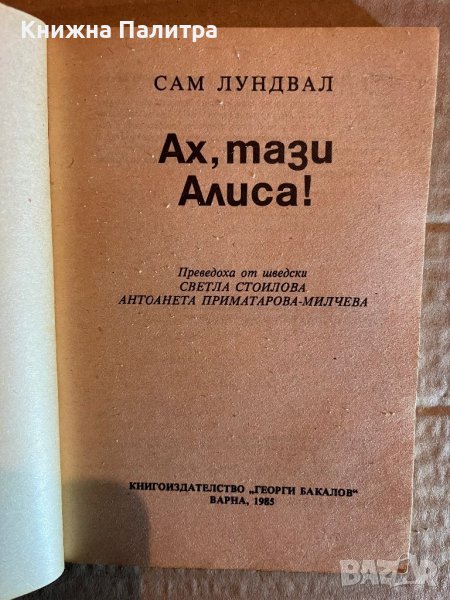 Книжна Палитра
САМ ЛУНДВАЛ
Ах, тази
Алиса!
Преведоха от шведски
СВЕТЛА СТОИЛОВА
АНТОАНЕТА ПРИМАТАРОВА-МИЛЧЕВА
КНИГОИЗДАТЕЛСТВО „ГЕОРГИ БАКАЛОВ“
ВАРНА, 1985
BAZAR